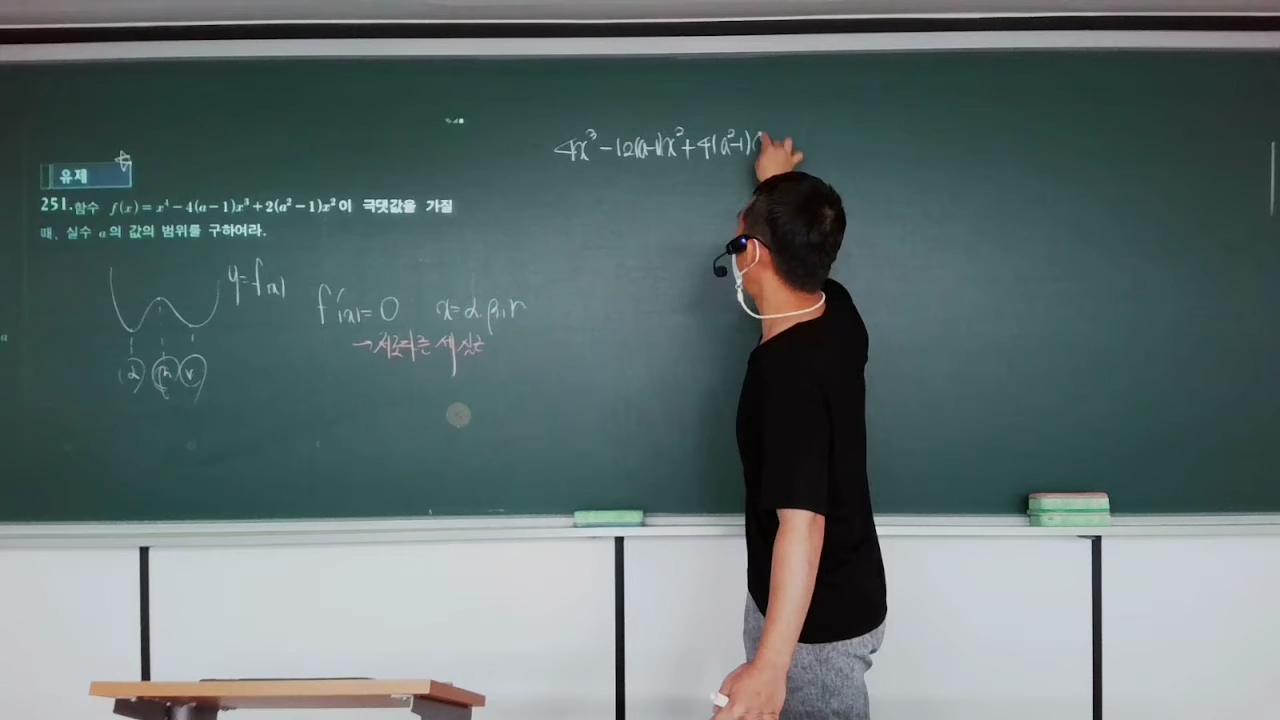 유제
251. 함수 f(x)=x⁴-4(a-1)x³+2(a²-1)x²이 극댓값을 가질
때, 실수 a의 값의 범위를 구하여라.
4x³-12(a-1)x²+4(a²-1)
y=f(x)
f'(x)=0 x=α,β,r
→서로다른 세 실근
α β r